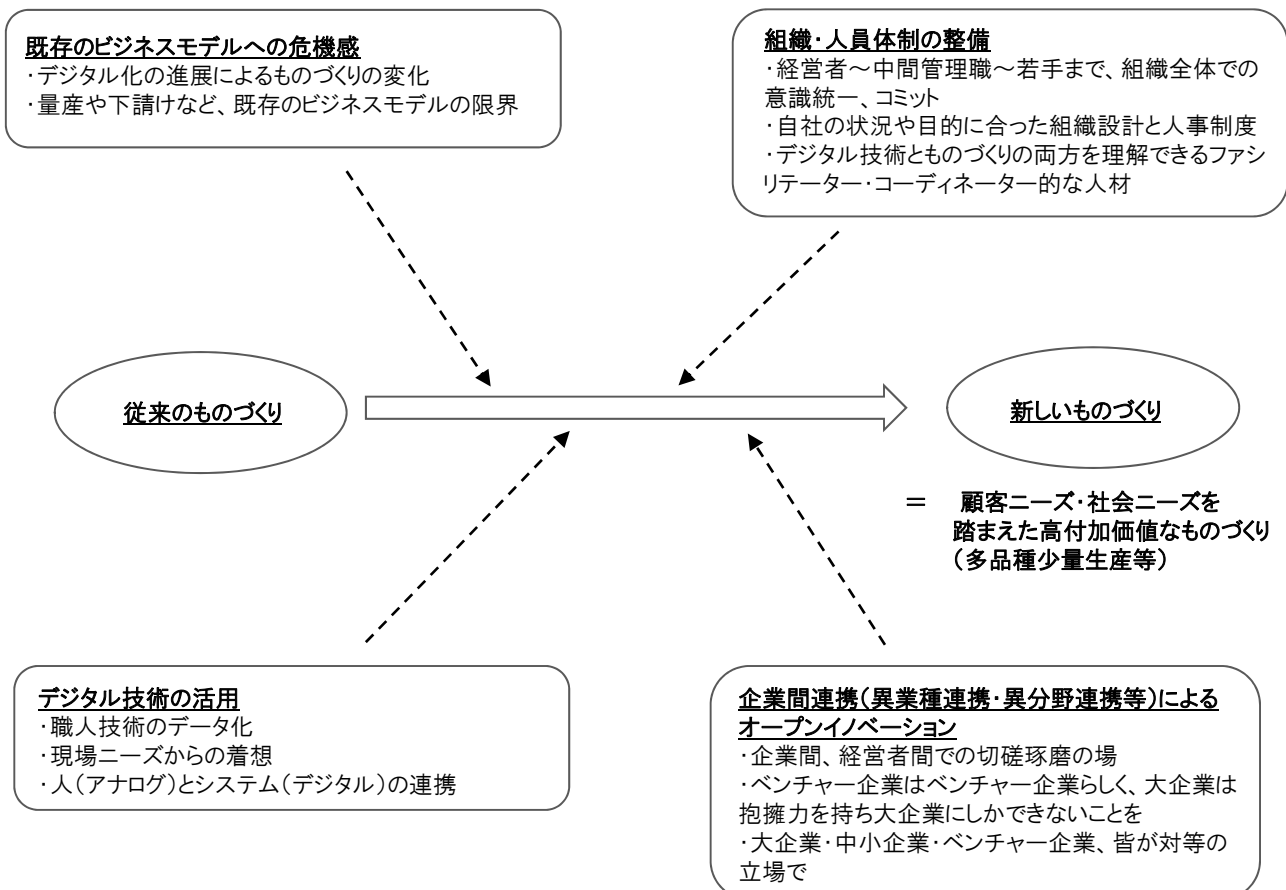 既存のビジネスモデルへの危機感
・デジタル化の進展によるものづくりの変化
・量産や下請けなど、既存のビジネスモデルの限界
組織・人員体制の整備
・経営者～中間管理職～若手まで、組織全体での
意識統一、コミット
・自社の状況や目的に合った組織設計と人事制度
・デジタル技術とものづくりの両方を理解できるファシ
リテーター・コーディネーター的な人材
従来のものづくり
新しいものづくり
＝　顧客ニーズ・社会ニーズを
踏まえた高付加価値なものづくり
（多品種少量生産等）
デジタル技術の活用
・職人技術のデータ化
・現場ニーズからの着想
・人（アナログ）とシステム（デジタル）の連携
企業間連携（異業種連携・異分野連携等）による
オープンイノベーション
・企業間、経営者間での切磋琢磨の場
・ベンチャー企業はベンチャー企業らしく、大企業は
抱擁力を持ち大企業にしかできないことを
・大企業・中小企業・ベンチャー企業、皆が対等の
立場で